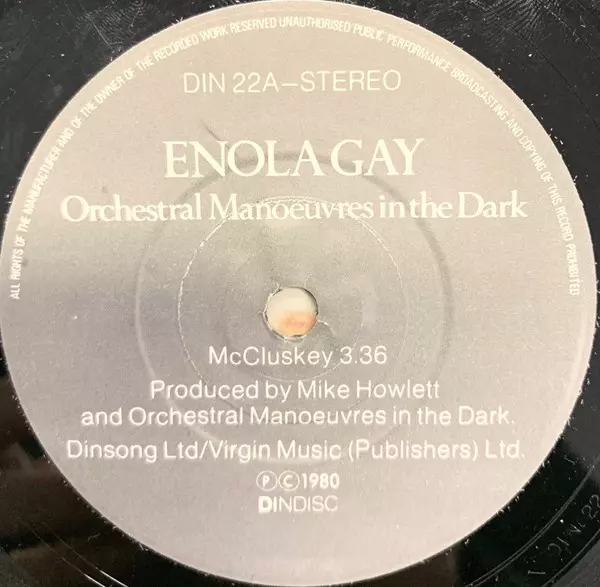 ALL RIGHTS OF THE MANUFACTURER AND OF THE OWNER OF THE RECORDED WORK RESERVED UNAUTHORISED PUBLIC PERFORMANCE BROADCASTING AND COPYING OF THIS RECORD PROHIBITED
DIN 22A–STEREO
ENOLA GAY
Orchestral Manoeuvres in the Dark
McCluskey 3.36
Produced by Mike Howlett
and Orchestral Manoeuvres in the Dark.
Dinsong Ltd/Virgin Music (Publishers) Ltd.
Ⓟ©1980
DINDISC